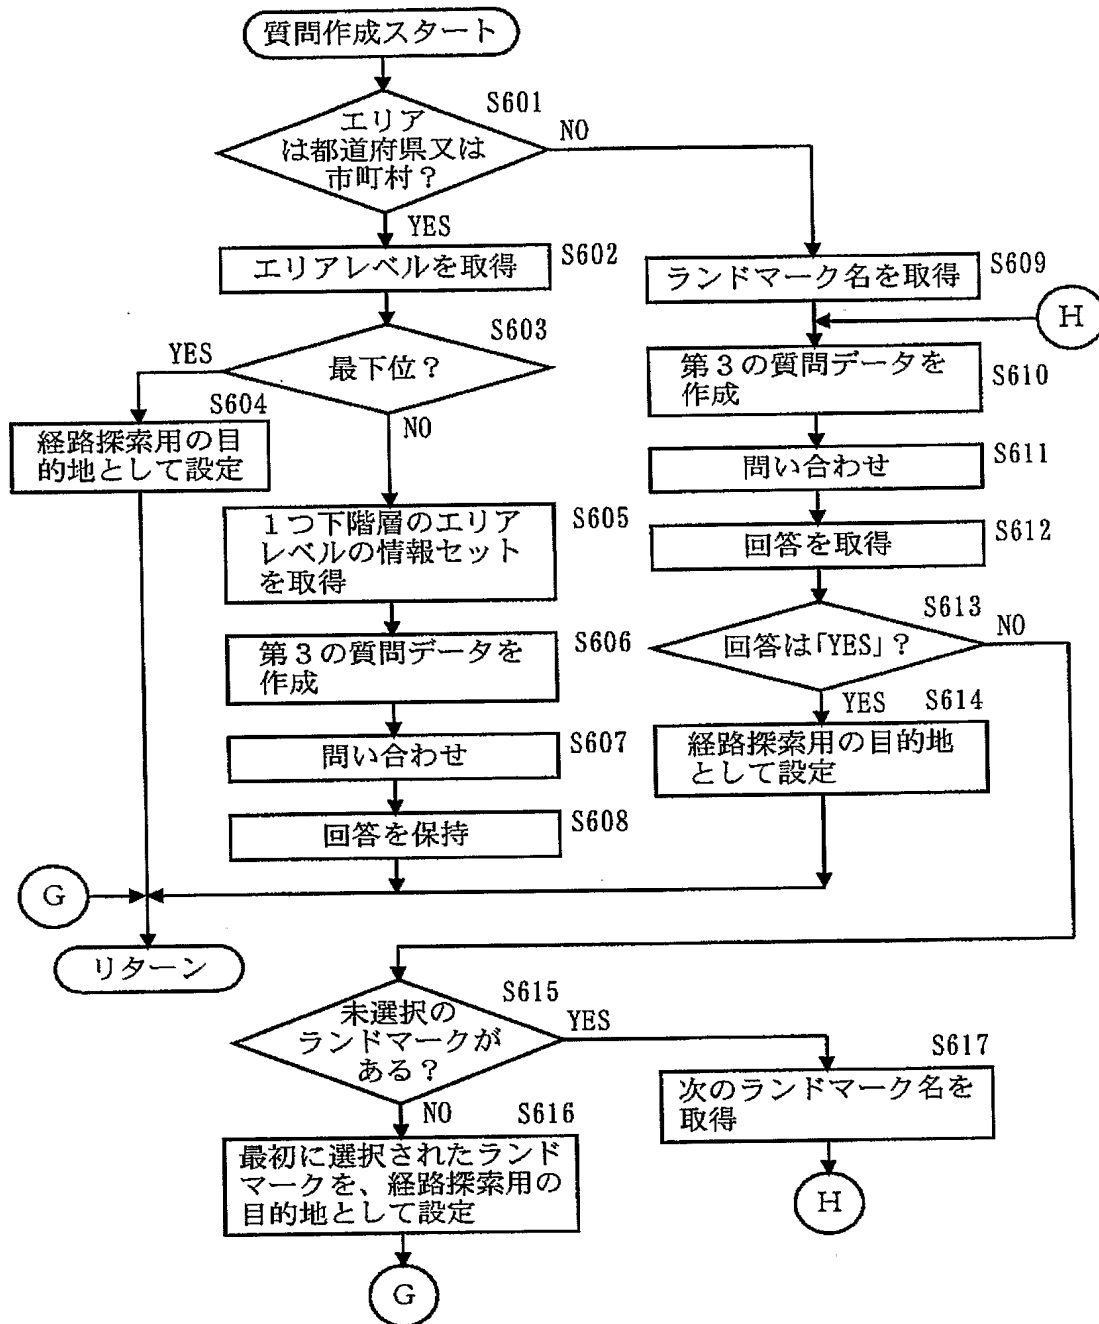 質問作成スタート
S601
エリア
は都道府県又は
市町村？
NO
YES
エリアレベルを取得
S602
S603
最下位？
YES
NO
S604
経路探索用の目
的地として設定
１つ下階層のエリア
レベルの情報セット
を取得
S605
第３の質問データを
作成
S606
問い合わせ
S607
回答を保持
S608
G
リターン
ランドマーク名を取得
S609
H
第３の質問データを
作成
S610
問い合わせ
S611
回答を取得
S612
S613
回答は「YES」？
NO
YES
S614
経路探索用の目的地
として設定
S615
未選択の
ランドマークが
ある？
YES
NO
S616
最初に選択されたランド
マークを、経路探索用の
目的地として設定
G
S617
次のランドマーク名を
取得
H